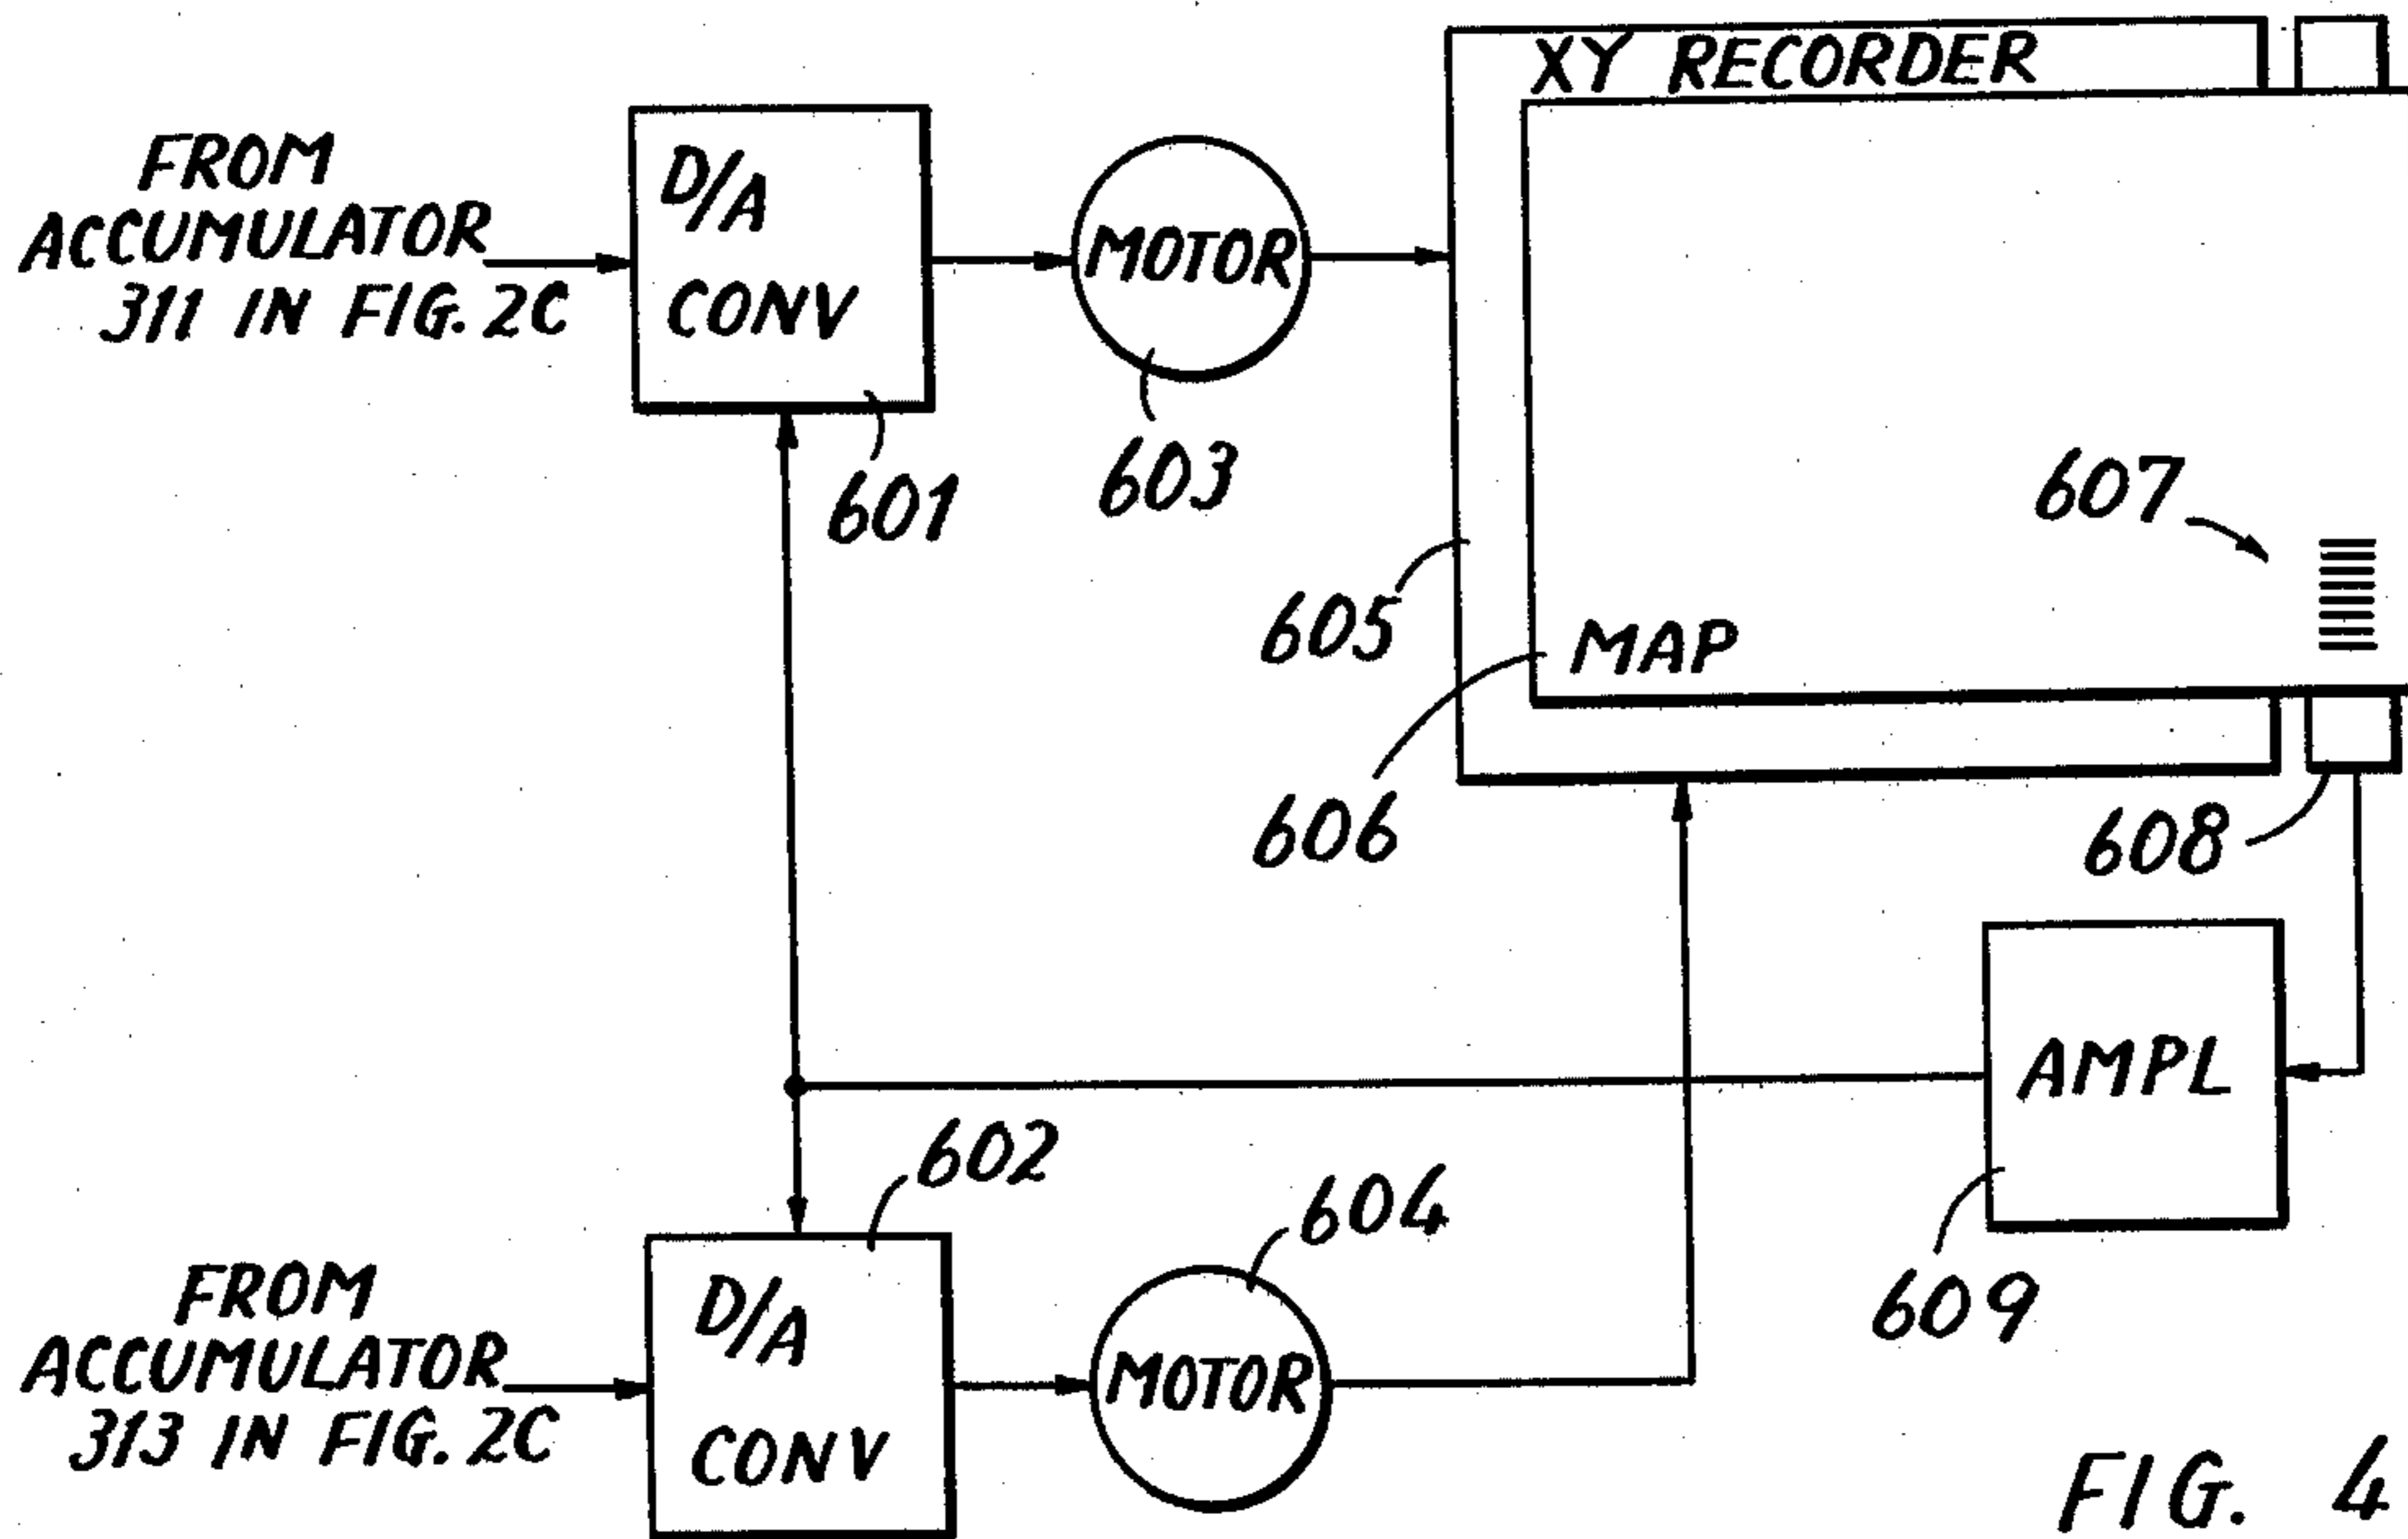 XY RECORDER
FROM
ACCUMULATOR
311 IN FIG. 2C
D/A
CONV
MOTOR
603
601
607
605
MAP
606
608
AMPL
602
604
609
FROM
ACCUMULATOR
313 IN FIG. 2C
D/A
CONV
MOTOR
FIG. 4